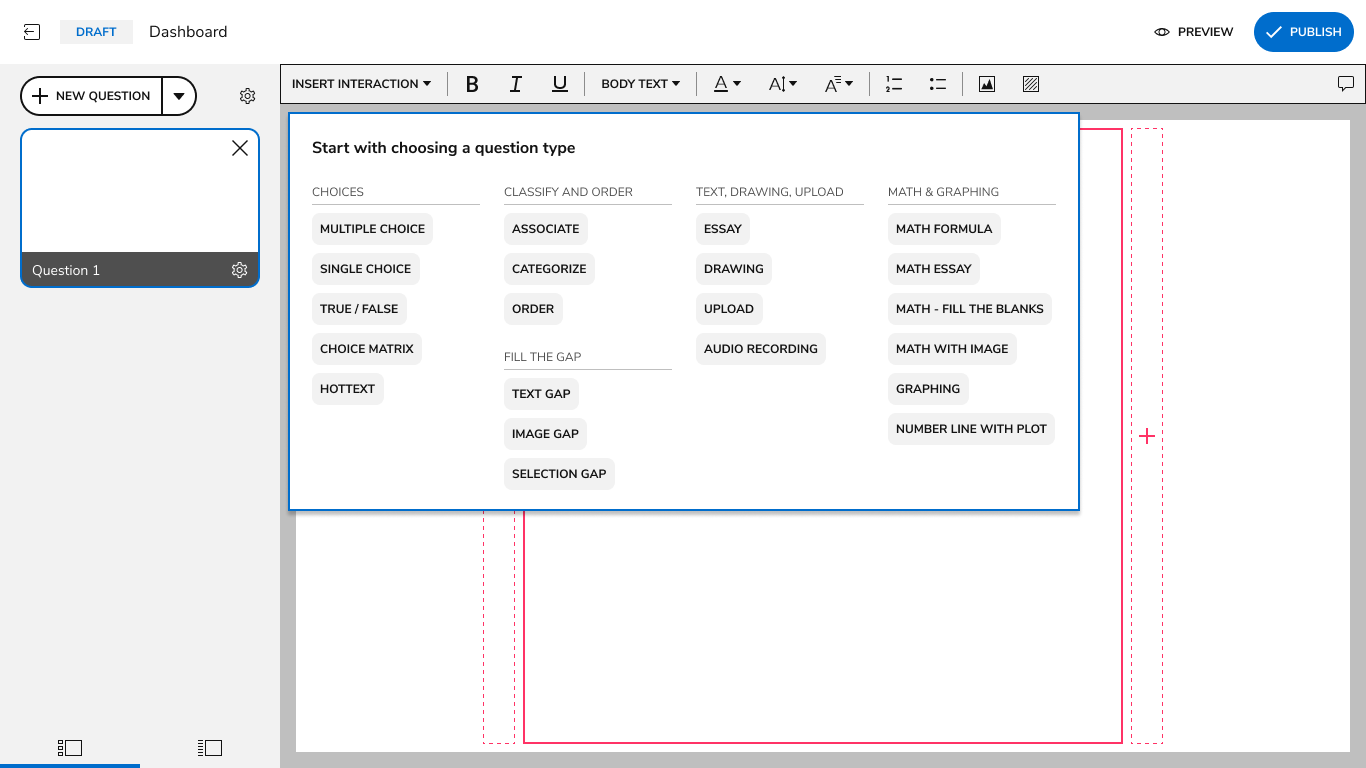 DRAFT
Dashboard
PREVIEW
PUBLISH
NEW QUESTION
INSERT INTERACTION
B
I
U
BODY TEXT
A
A
A
Question 1
Start with choosing a question type
CHOICES
MULTIPLE CHOICE
SINGLE CHOICE
TRUE / FALSE
CHOICE MATRIX
HOTTEXT
CLASSIFY AND ORDER
ASSOCIATE
CATEGORIZE
ORDER
FILL THE GAP
TEXT GAP
IMAGE GAP
SELECTION GAP
TEXT, DRAWING, UPLOAD
ESSAY
DRAWING
UPLOAD
AUDIO RECORDING
MATH & GRAPHING
MATH FORMULA
MATH ESSAY
MATH - FILL THE BLANKS
MATH WITH IMAGE
GRAPHING
NUMBER LINE WITH PLOT